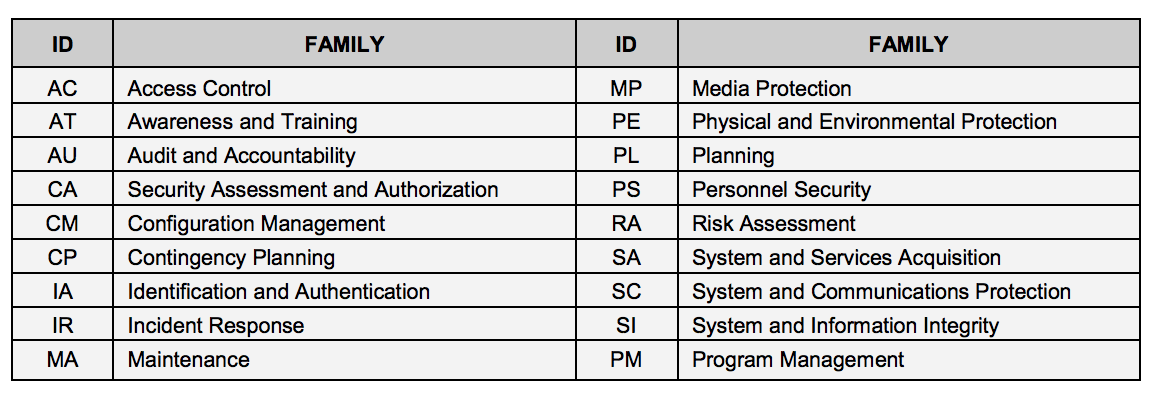 ID FAMILY ID FAMILY
AC Access Control MP Media Protection
AT Awareness and Training PE Physical and Environmental Protection
AU Audit and Accountability PL Planning
CA Security Assessment and Authorization PS Personnel Security
CM Configuration Management RA Risk Assessment
CP Contingency Planning SA System and Services Acquisition
IA Identification and Authentication SC System and Communications Protection
IR Incident Response SI System and Information Integrity
MA Maintenance PM Program Management